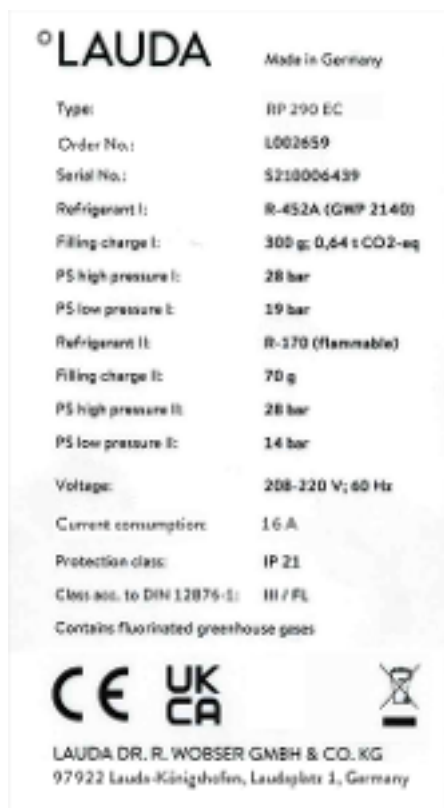 °LAUDA Made in Germany
Type: RP 290 EC
Order No.: L002659
Serial No.: S210006439
Refrigerant I: R-452A (GWP 2140)
Filling charge I: 300 g; 0,64 t CO2-eq
PS high pressure I: 28 bar
PS low pressure I: 19 bar
Refrigerant II: R-170 (flammable)
Filling charge II: 70 g
PS high pressure II: 28 bar
PS low pressure II: 14 bar
Voltage: 208-220 V; 60 Hz
Current consumption: 16 A
Protection class: IP 21
Class acc. to DIN 12876-1: III / FL
Contains fluorinated greenhouse gases
CE UK
CA
LAUDA DR. R. WOBSER GMBH & CO. KG
97922 Lauda-Königshofen, Laudaplatz 1, Germany